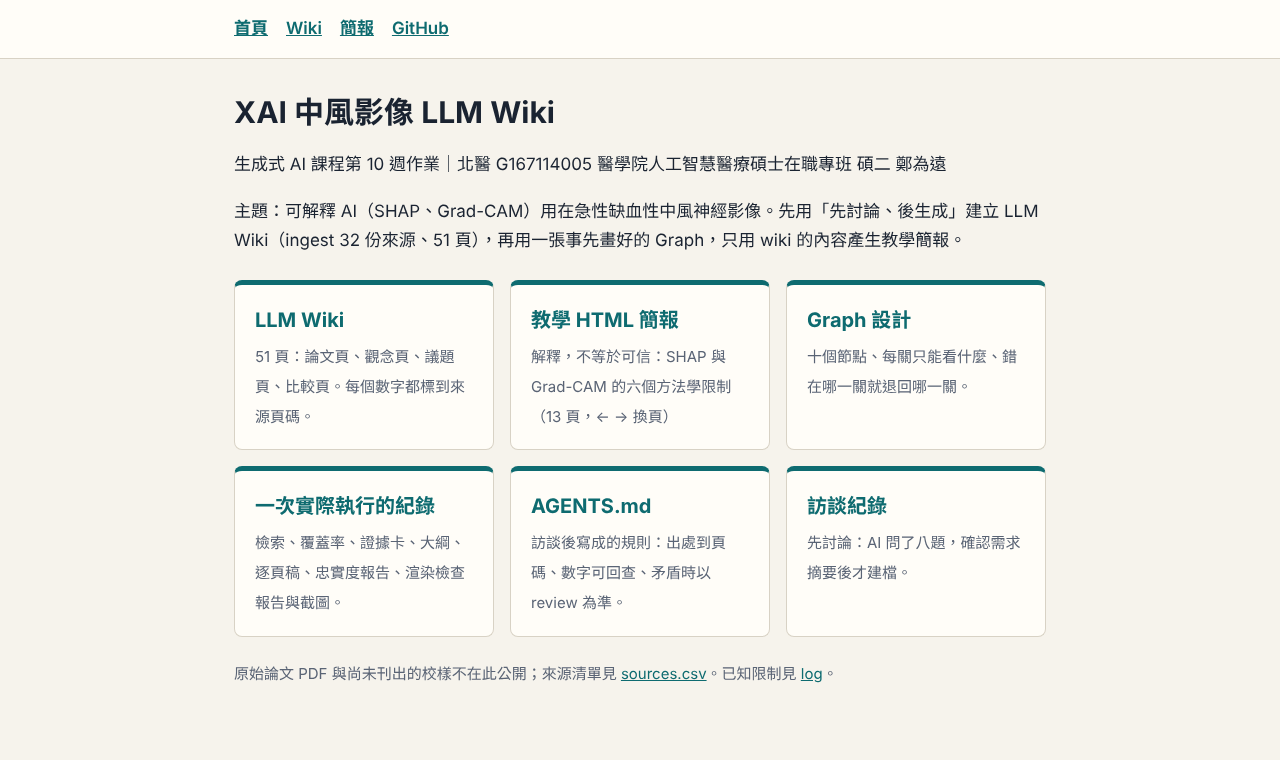 首頁 Wiki 簡報 GitHub
XAI 中風影像 LLM Wiki
生成式 AI 課程第 10 週作業｜北醫 G167114005 醫學院人工智慧醫療碩士在職專班 碩二 鄭為遠
主題：可解釋 AI（SHAP、Grad-CAM）用在急性缺血性中風神經影像。先用「先討論、後生成」建立 LLM
Wiki（ingest 32 份來源、51 頁），再用一張事先畫好的 Graph，只用 wiki 的內容產生教學簡報。
LLM Wiki
51 頁：論文頁、觀念頁、議題
頁、比較頁。每個數字都標到來
源頁碼。
教學 HTML 簡報
解釋，不等於可信：SHAP 與
Grad-CAM 的六個方法學限制
（13 頁，← → 換頁）
Graph 設計
十個節點、每關只能看什麼、錯
在哪一關就退回哪一關。
一次實際執行的紀錄
檢索、覆蓋率、證據卡、大綱、
逐頁稿、忠實度報告、渲染檢查
報告與截圖。
AGENTS.md
訪談後寫成的規則：出處到頁
碼、數字可回查、矛盾時以
review 為準。
訪談紀錄
先討論：AI 問了八題，確認需求
摘要後才建檔。
原始論文 PDF 與尚未刊出的校樣不在此公開；來源清單見 sources.csv。已知限制見 log。